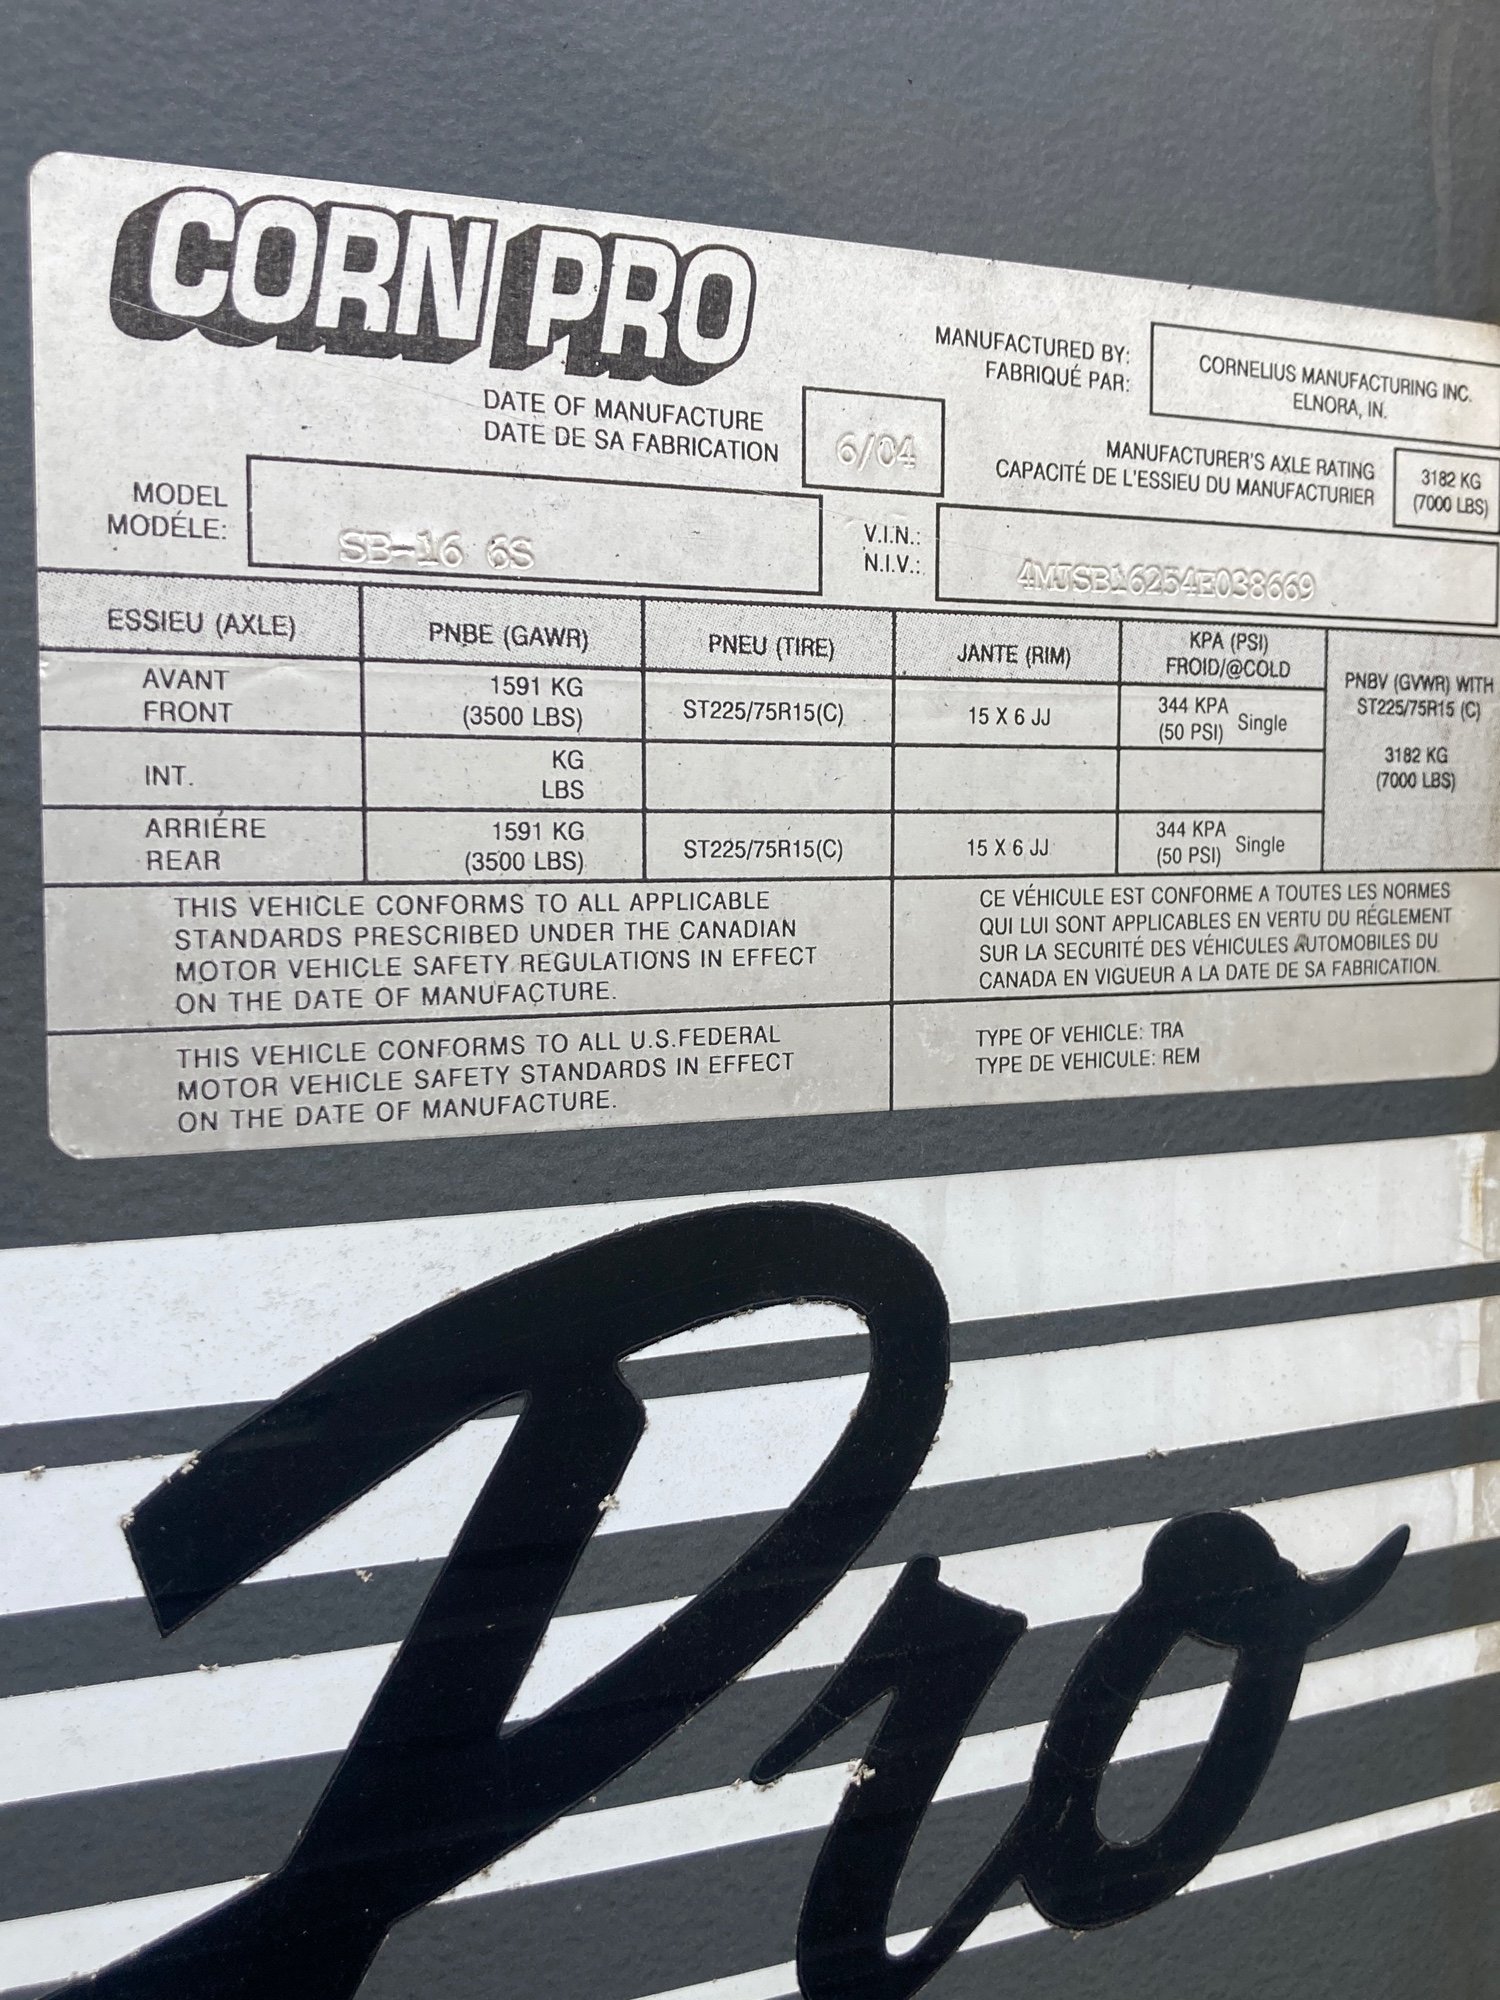 CORN PRO
MANUFACTURED BY:
FABRIQUÉ PAR:
CORNELIUS MANUFACTURING INC.
ELNORA, IN.
DATE OF MANUFACTURE
DATE DE SA FABRICATION
6/04
MANUFACTURER'S AXLE RATING
CAPACITÉ DE L'ESSIEU DU MANUFACTURIER
3182 KG
(7000 LBS)
MODEL
MODÉLE:
SB-16 6S
V.I.N.:
N.I.V.:
4MJSB16254E038669
ESSIEU (AXLE)
PNBE (GAWR)
PNEU (TIRE)
JANTE (RIM)
KPA (PSI)
FROID/@COLD
PNBV (GVWR) WITH
ST225/75R15 (C)
3182 KG
(7000 LBS)
AVANT
FRONT
1591 KG
(3500 LBS)
ST225/75R15(C)
15 X 6 JJ
344 KPA
(50 PSI)
Single
INT.
KG
LBS
ARRIÉRE
REAR
1591 KG
(3500 LBS)
ST225/75R15(C)
15 X 6 JJ
344 KPA
(50 PSI)
Single
THIS VEHICLE CONFORMS TO ALL APPLICABLE
STANDARDS PRESCRIBED UNDER THE CANADIAN
MOTOR VEHICLE SAFETY REGULATIONS IN EFFECT
ON THE DATE OF MANUFACTURE.
CE VÉHICULE EST CONFORME A TOUTES LES NORMES
QUI LUI SONT APPLICABLES EN VERTU DU RÉGLEMENT
SUR LA SECURITÉ DES VÉHICULES AUTOMOBILES DU
CANADA EN VIGUEUR A LA DATE DE SA FABRICATION.
THIS VEHICLE CONFORMS TO ALL U.S.FEDERAL
MOTOR VEHICLE SAFETY STANDARDS IN EFFECT
ON THE DATE OF MANUFACTURE.
TYPE OF VEHICLE: TRA
TYPE DE VEHICULE: REM
Pro